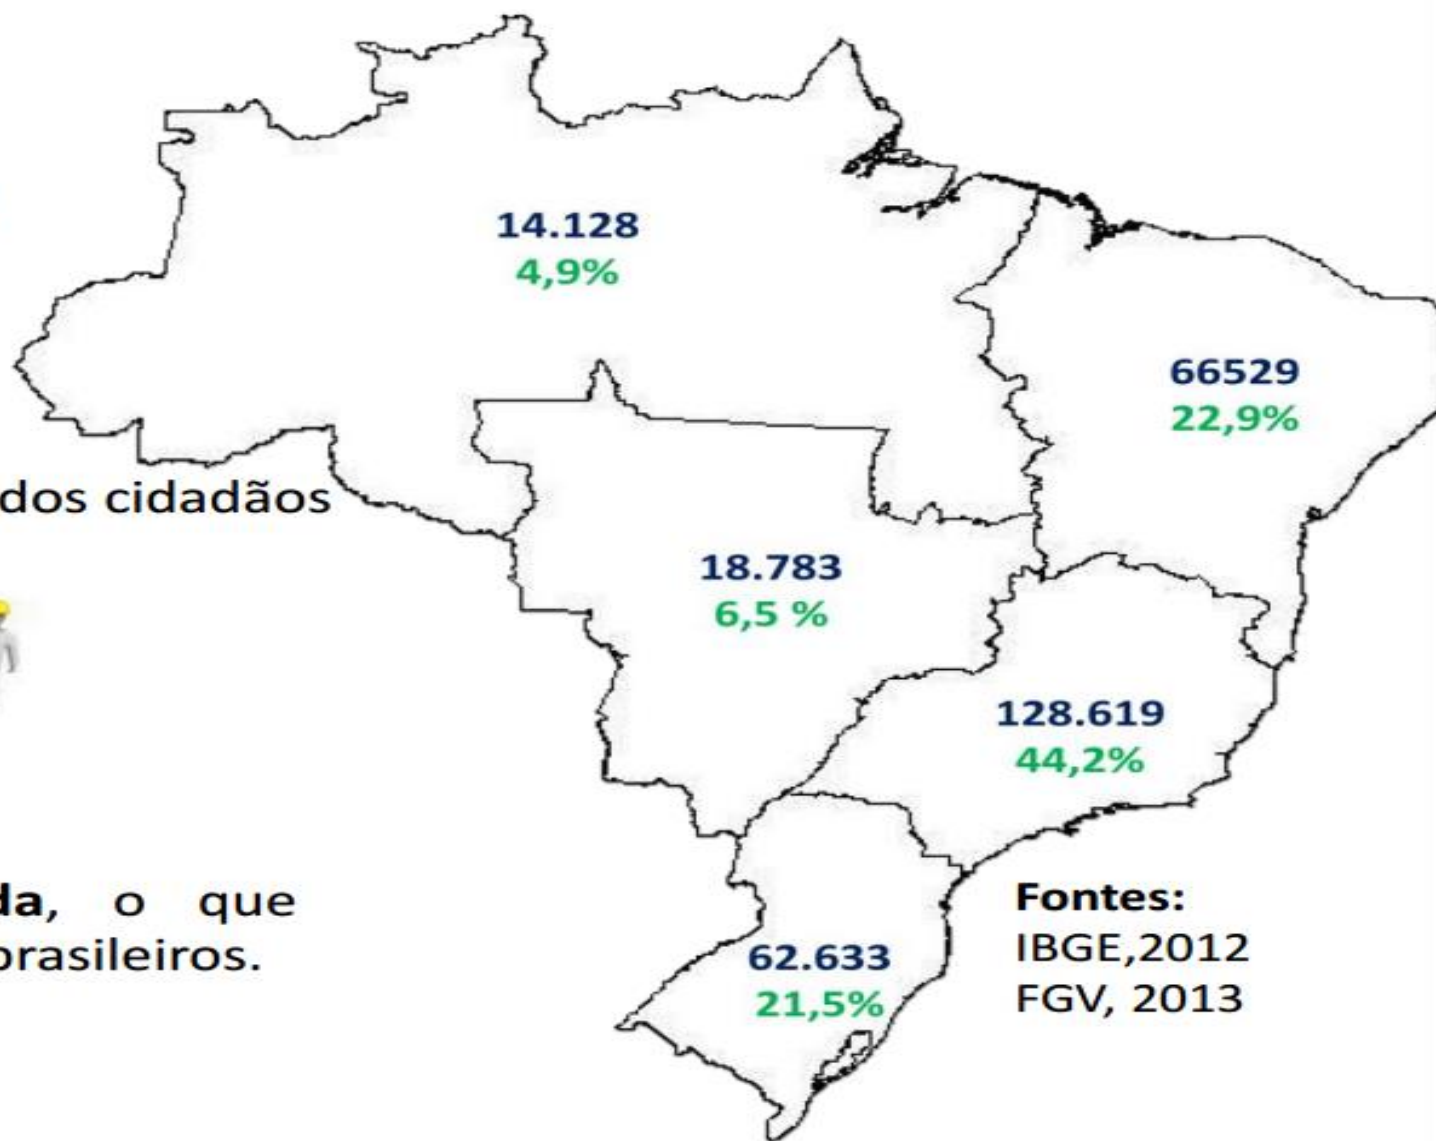 14.128
4,9%
66529
22,9%
dos cidadãos
18.783
6,5 %
128.619
44,2%
da, o que
brasileiros.
62.633
21,5%
Fontes:
IBGE,2012
FGV, 2013